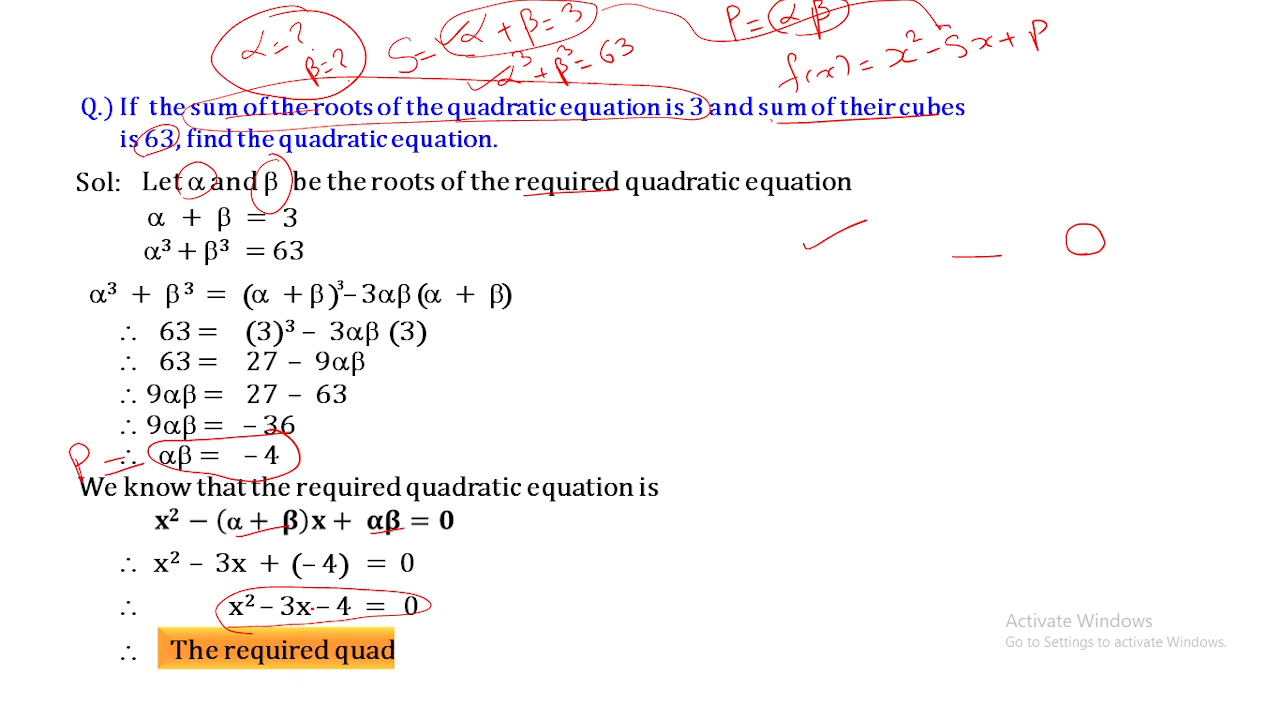 α=?
β=?
S= α + β = 3
α³ + β³ = 63
P = αβ
f(x) = x² - Sx + P
Q.) If the sum of the roots of the quadratic equation is 3 and sum of their cubes
is 63, find the quadratic equation.
Sol: Let α and β be the roots of the required quadratic equation
α + β = 3
α³ + β³ = 63
α³ + β³ = (α + β)³ – 3αβ (α + β)
∴ 63 = (3)³ – 3αβ (3)
∴ 63 = 27 – 9αβ
∴ 9αβ = 27 – 63
∴ 9αβ = – 36
P = ∴ αβ = – 4
We know that the required quadratic equation is
x² − (α + β)x + αβ = 0
∴ x² – 3x + (– 4) = 0
∴ x² – 3x – 4 = 0
∴ The required quad
Activate Windows
Go to Settings to activate Windows.